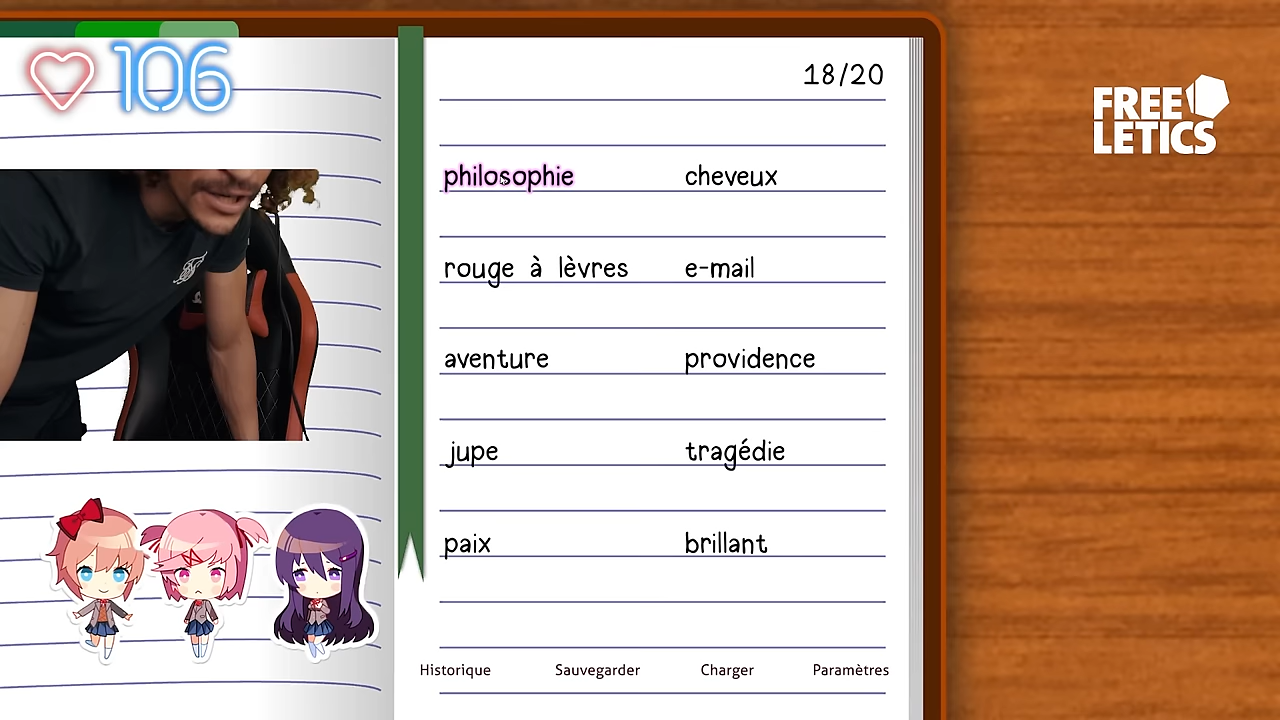 106
18/20
FREE
LETICS
philosophie cheveux
rouge à lèvres e-mail
aventure providence
jupe tragédie
paix brillant
Historique Sauvegarder Charger Paramètres